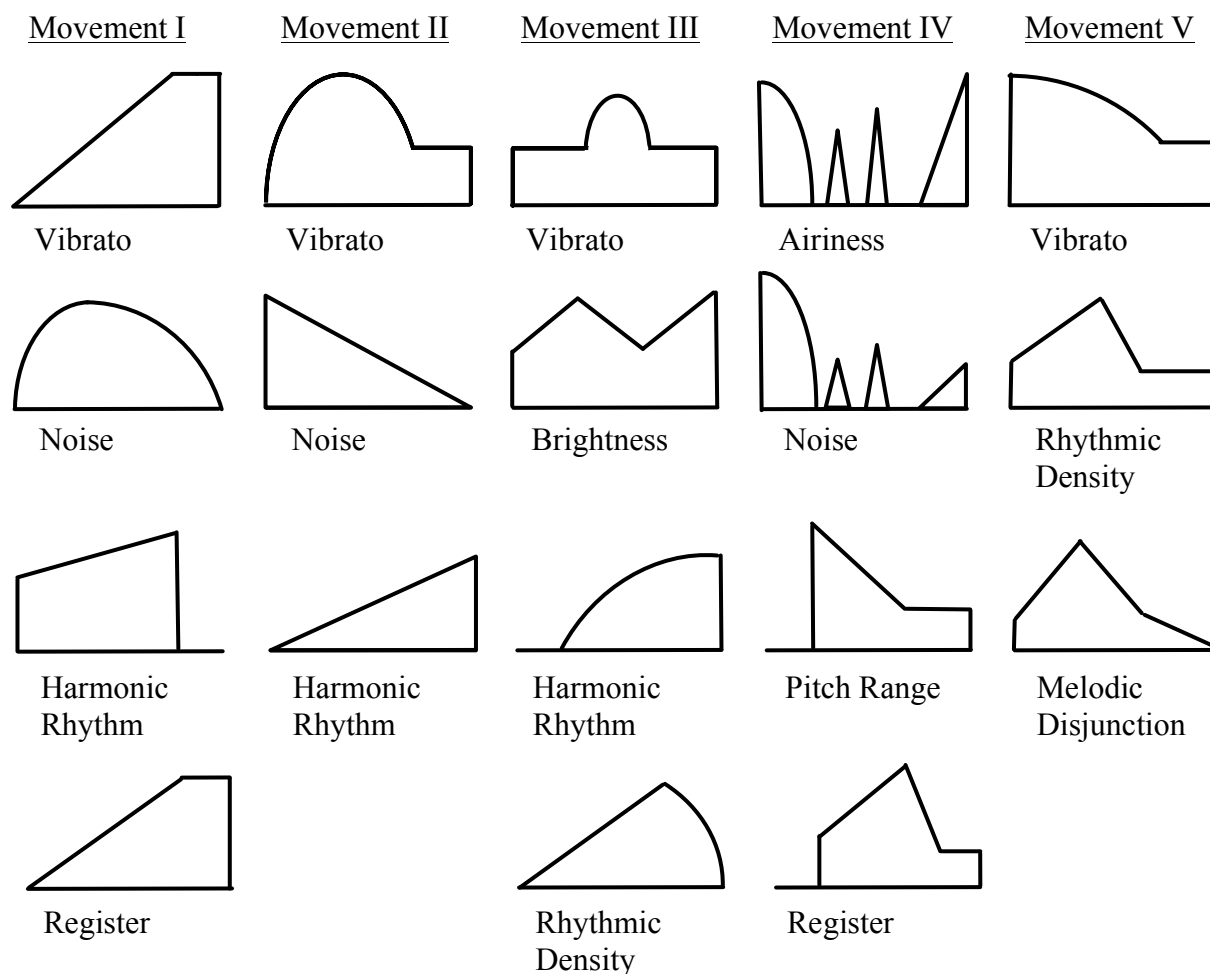 Movement I
Movement II
Movement III
Movement IV
Movement V
Vibrato
Vibrato
Vibrato
Airiness
Vibrato
Noise
Noise
Brightness
Noise
Rhythmic
Density
Harmonic
Rhythm
Harmonic
Rhythm
Harmonic
Rhythm
Pitch Range
Melodic
Disjunction
Register
Rhythmic
Density
Register